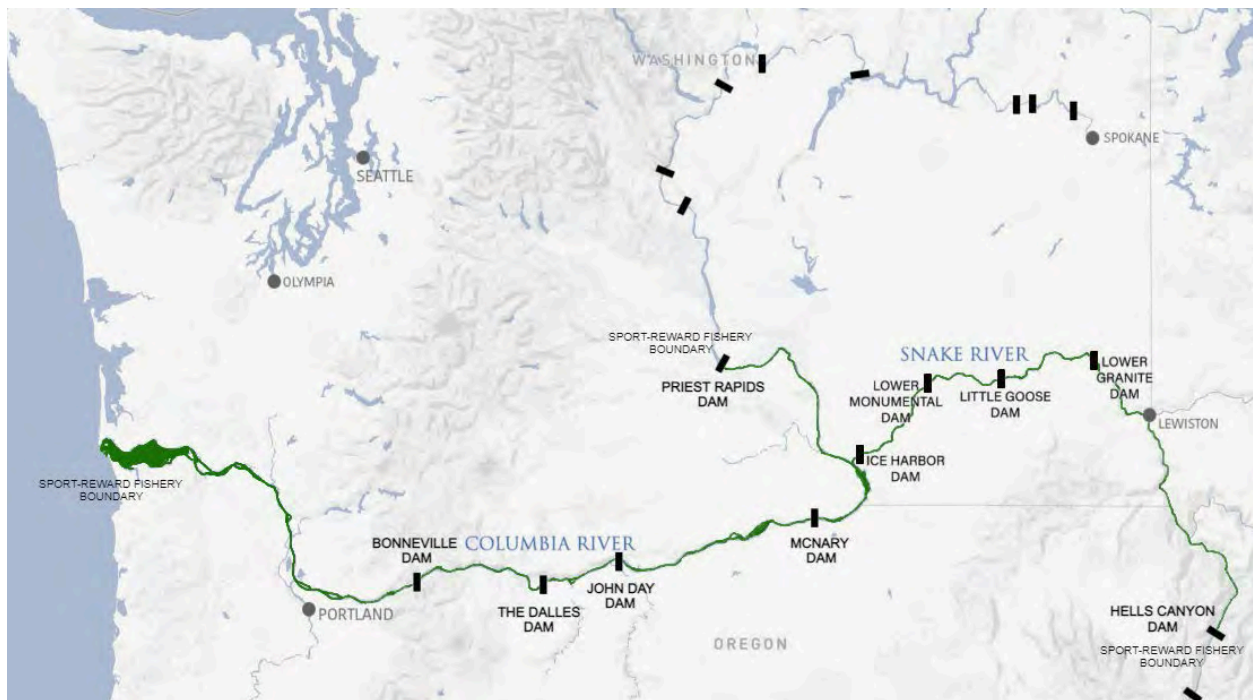 WASHINGTON
SPOKANE
SEATTLE
OLYMPIA
SPORT-REWARD FISHERY
BOUNDARY
PRIEST RAPIDS
DAM
SNAKE RIVER
LOWER
MONUMENTAL
DAM
LITTLE GOOSE
DAM
LOWER
GRANITE
DAM
LEWISTON
ICE HARBOR
DAM
SPORT-REWARD FISHERY
BOUNDARY
BONNEVILLE
DAM
COLUMBIA RIVER
MCNARY
DAM
JOHN DAY
DAM
THE DALLES
DAM
PORTLAND
OREGON
HELLS CANYON
DAM
SPORT-REWARD FISHERY
BOUNDARY